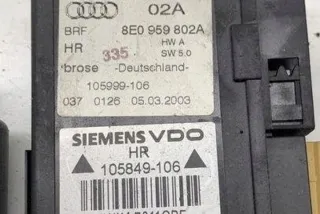 02A
BRF 8E0 959 802A
HR 335 HW A
SW 5.0
brose -Deutschland-
105999-106
037 0126 05.03.2003
SIEMENS VDO
HR
105849-106